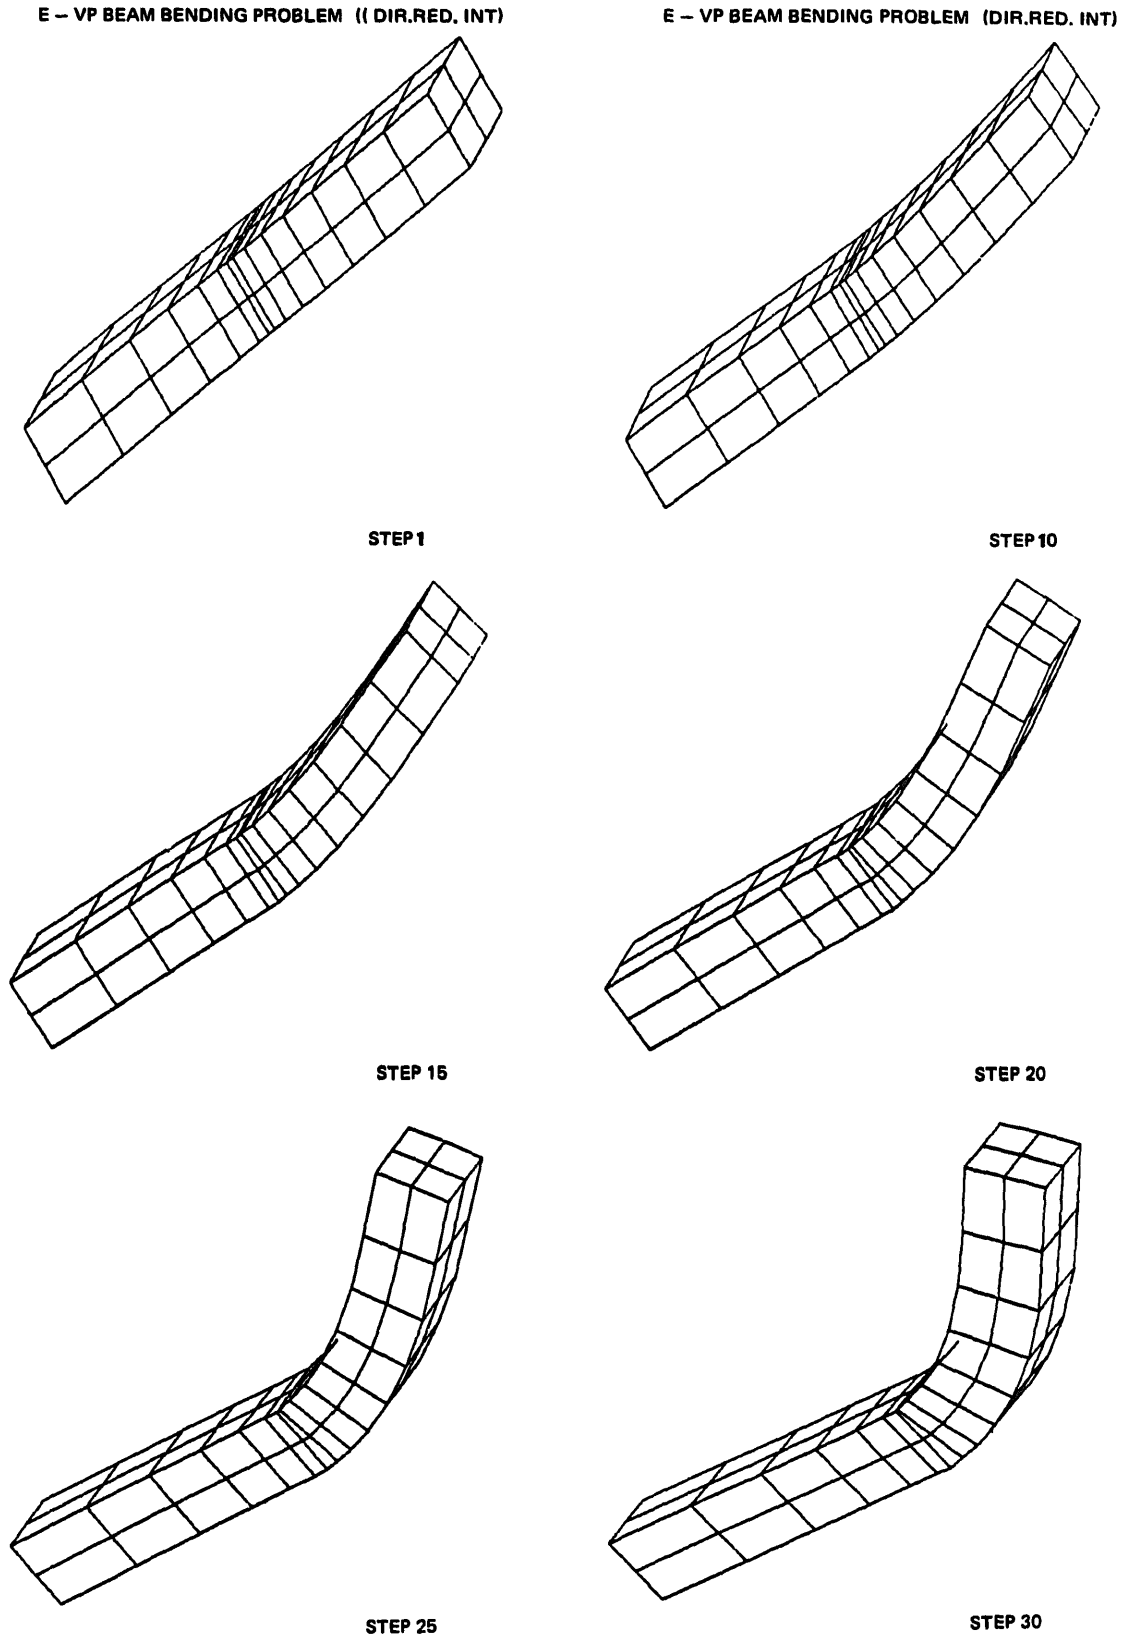 E – VP BEAM BENDING PROBLEM (( DIR.RED. INT)
E – VP BEAM BENDING PROBLEM (DIR.RED. INT)
STEP 1
STEP 10
STEP 15
STEP 20
STEP 25
STEP 30